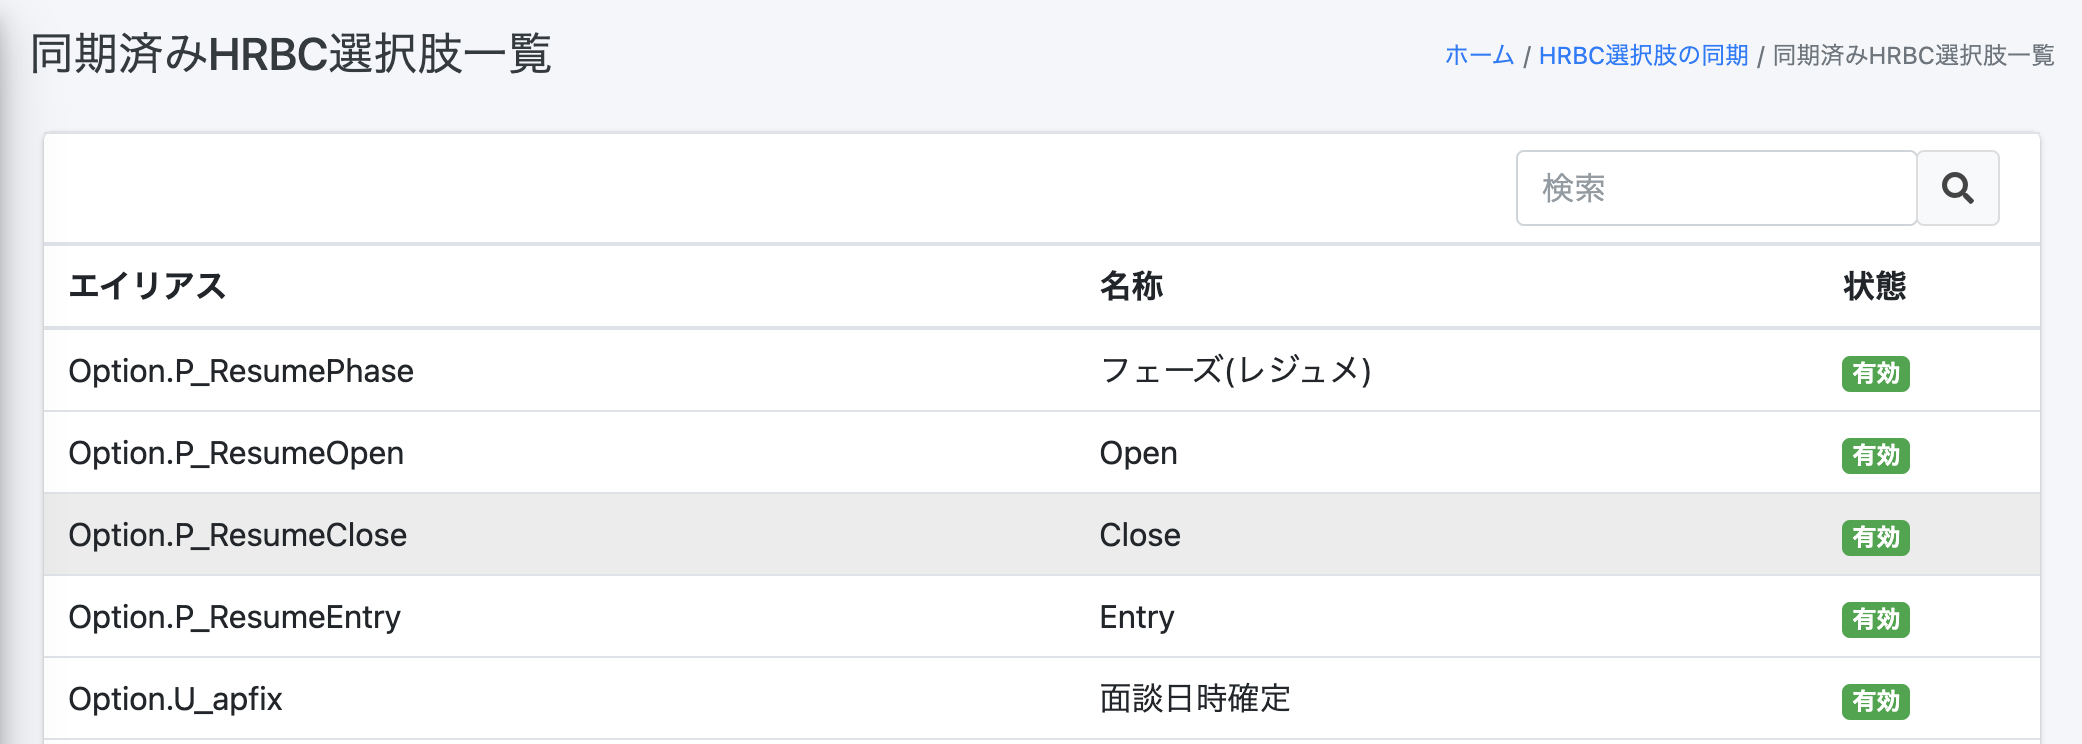 同期済みHRBC選択肢一覧
ホーム / HRBC選択肢の同期 / 同期済みHRBC選択肢一覧
検索
エイリアス 名称 状態
Option.P_ResumePhase フェーズ(レジュメ) 有効
Option.P_ResumeOpen Open 有効
Option.P_ResumeClose Close 有効
Option.P_ResumeEntry Entry 有効
Option.U_apfix 面談日時確定 有効